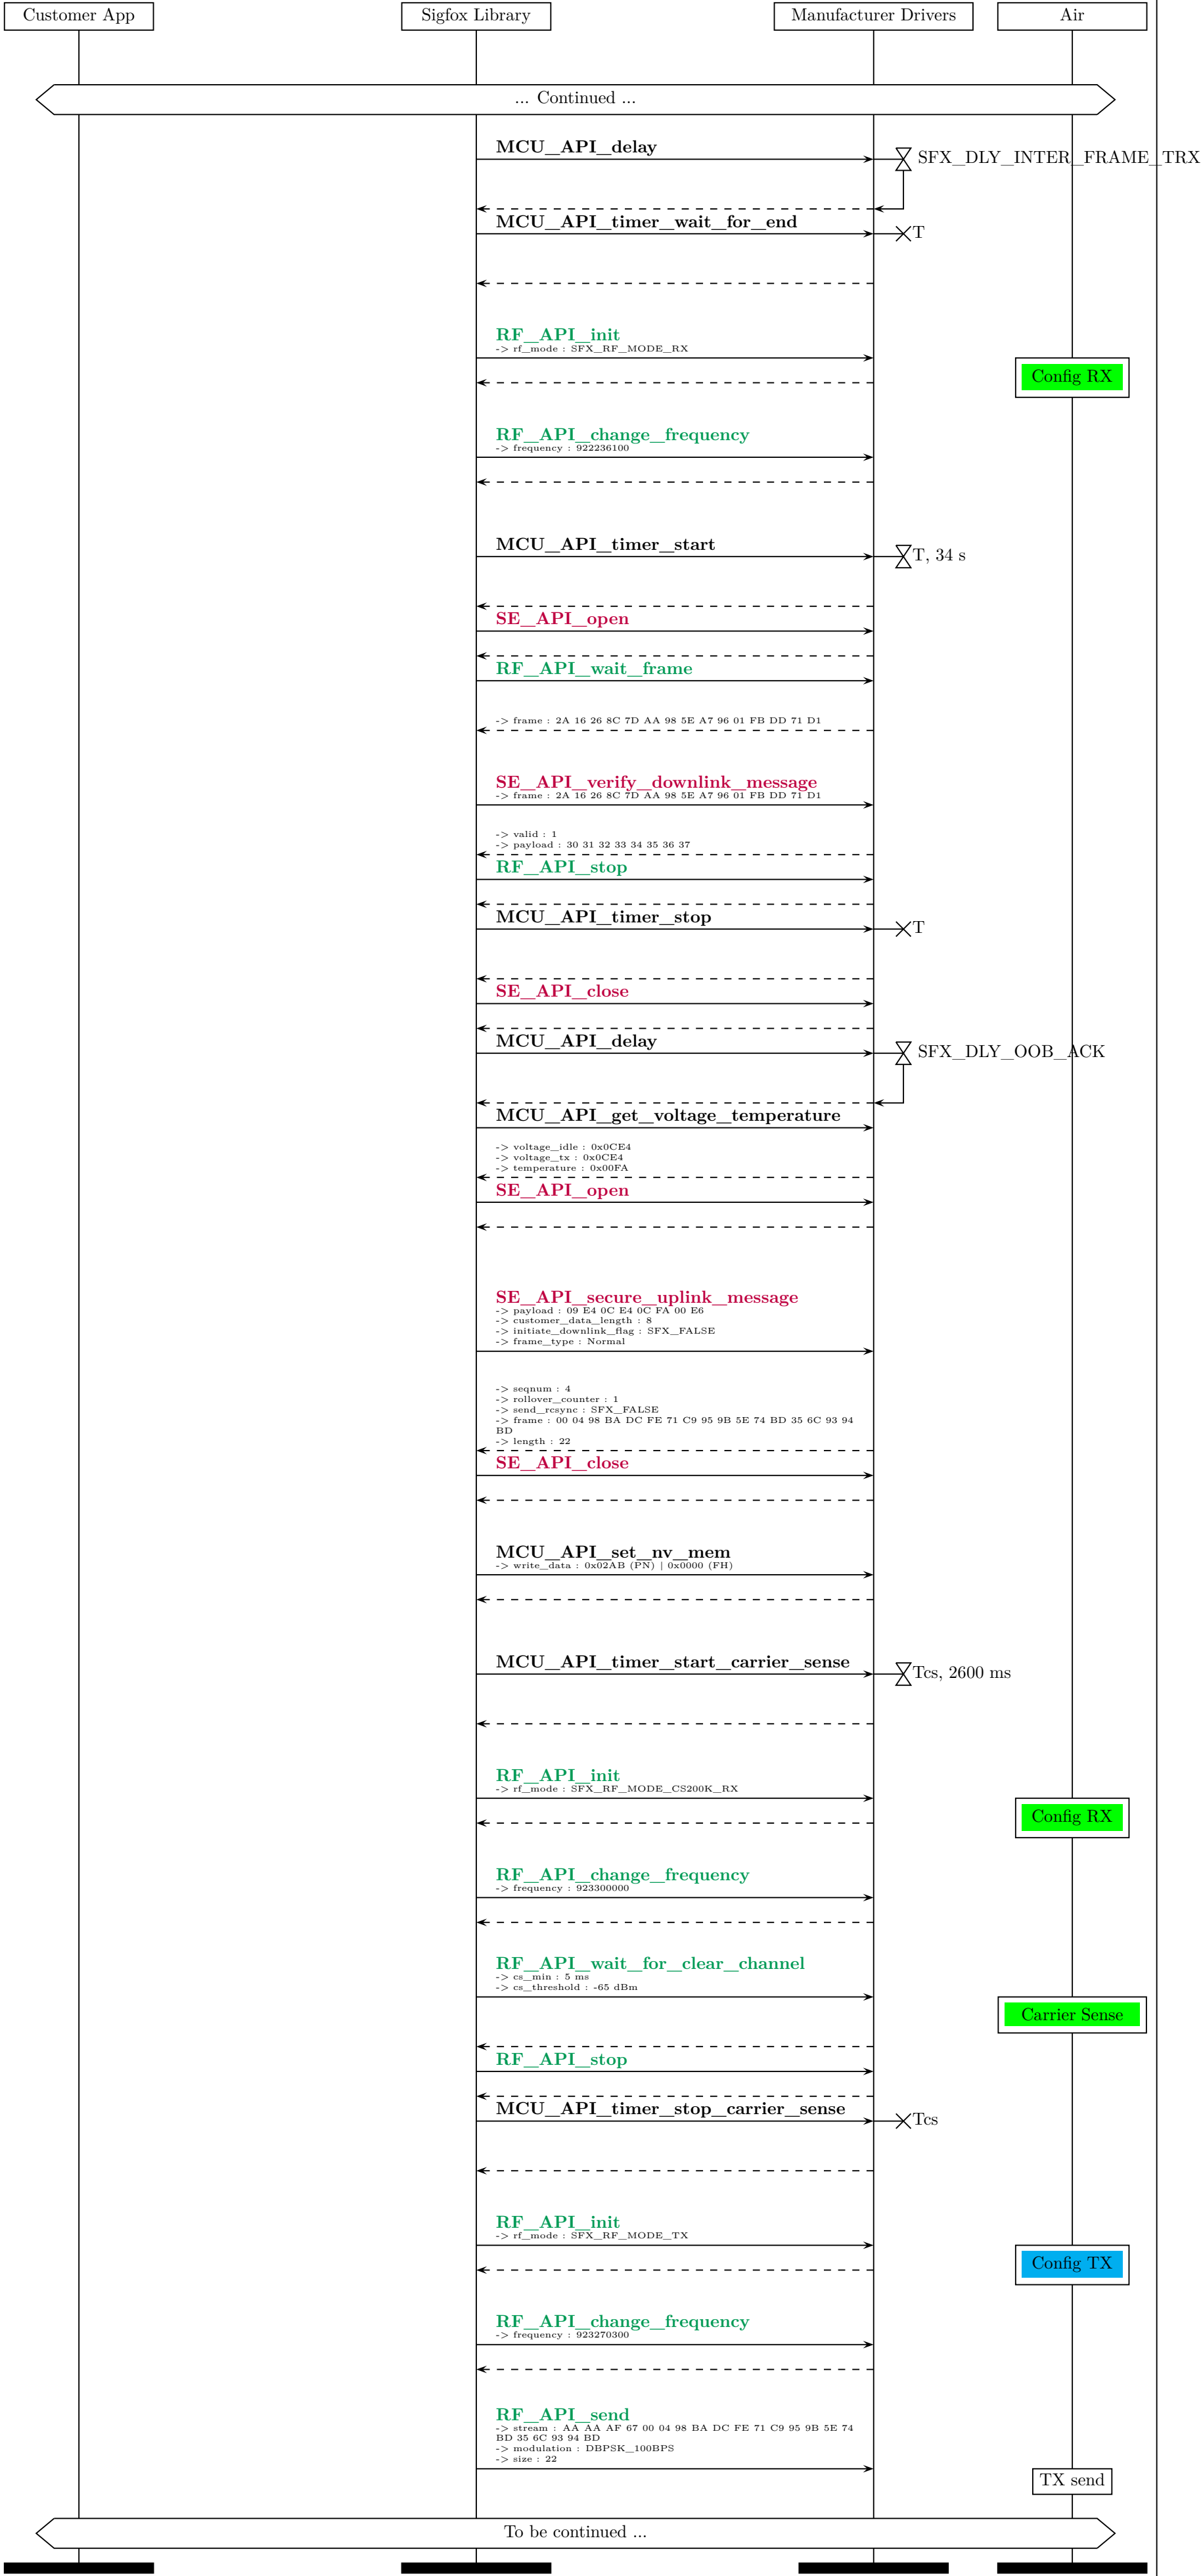 Customer App
Sigfox Library
Manufacturer Drivers
Air
... Continued ...
MCU_API_delay
SFX_DLY_INTER_FRAME_TRX
MCU_API_timer_wait_for_end
T
RF_API_init
-> rf_mode : SFX_RF_MODE_RX
Config RX
RF_API_change_frequency
-> frequency : 922236100
MCU_API_timer_start
T, 34 s
SE_API_open
RF_API_wait_frame
-> frame : 2A 16 26 8C 7D AA 98 5E A7 96 01 FB DD 71 D1
SE_API_verify_downlink_message
-> frame : 2A 16 26 8C 7D AA 98 5E A7 96 01 FB DD 71 D1
-> valid : 1
-> payload : 30 31 32 33 34 35 36 37
RF_API_stop
MCU_API_timer_stop
T
SE_API_close
MCU_API_delay
SFX_DLY_OOB_ACK
MCU_API_get_voltage_temperature
-> voltage_idle : 0x0CE4
-> voltage_tx : 0x0CE4
-> temperature : 0x00FA
SE_API_open
SE_API_secure_uplink_message
-> payload : 09 E4 0C E4 0C FA 00 E6
-> customer_data_length : 8
-> initiate_downlink_flag : SFX_FALSE
-> frame_type : Normal
-> seqnum : 4
-> rollover_counter : 1
-> send_rcsync : SFX_FALSE
-> frame : 00 04 98 BA DC FE 71 C9 95 9B 5E 74 BD 35 6C 93 94
BD
-> length : 22
SE_API_close
MCU_API_set_nv_mem
-> write_data : 0x02AB (PN) | 0x0000 (FH)
MCU_API_timer_start_carrier_sense
Tcs, 2600 ms
RF_API_init
-> rf_mode : SFX_RF_MODE_CS200K_RX
Config RX
RF_API_change_frequency
-> frequency : 923300000
RF_API_wait_for_clear_channel
-> cs_min : 5 ms
-> cs_threshold : -65 dBm
Carrier Sense
RF_API_stop
MCU_API_timer_stop_carrier_sense
Tcs
RF_API_init
-> rf_mode : SFX_RF_MODE_TX
Config TX
RF_API_change_frequency
-> frequency : 923270300
RF_API_send
-> stream : AA AA AF 67 00 04 98 BA DC FE 71 C9 95 9B 5E 74
BD 35 6C 93 94 BD
-> modulation : DBPSK_100BPS
-> size : 22
TX send
To be continued ...